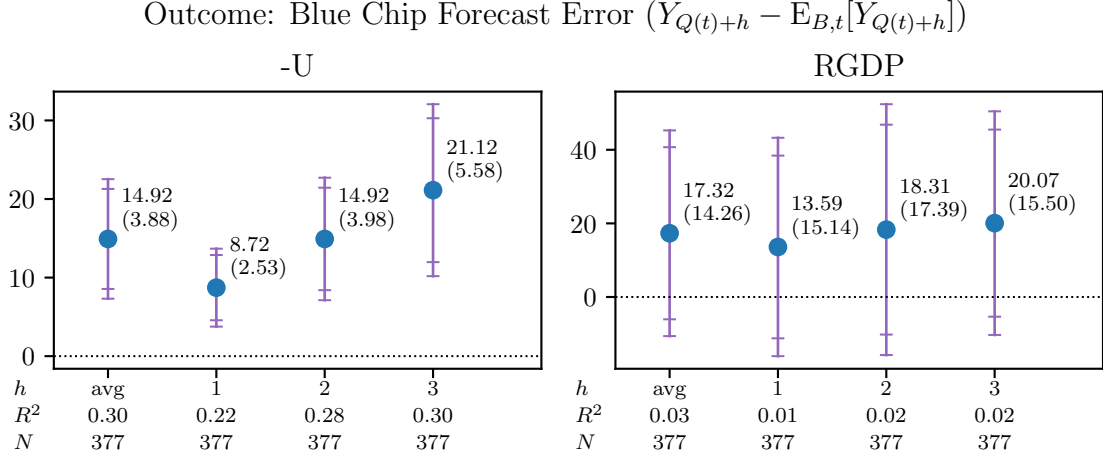 Outcome: Blue Chip Forecast Error (Y_{Q(t)+h} − E_{B,t}[Y_{Q(t)+h}])
-U
30
20
10
0
14.92
(3.88)
8.72
(2.53)
14.92
(3.98)
21.12
(5.58)
h avg 1 2 3
R² 0.30 0.22 0.28 0.30
N 377 377 377 377
RGDP
40
20
0
17.32
(14.26)
13.59
(15.14)
18.31
(17.39)
20.07
(15.50)
h avg 1 2 3
R² 0.03 0.01 0.02 0.02
N 377 377 377 377